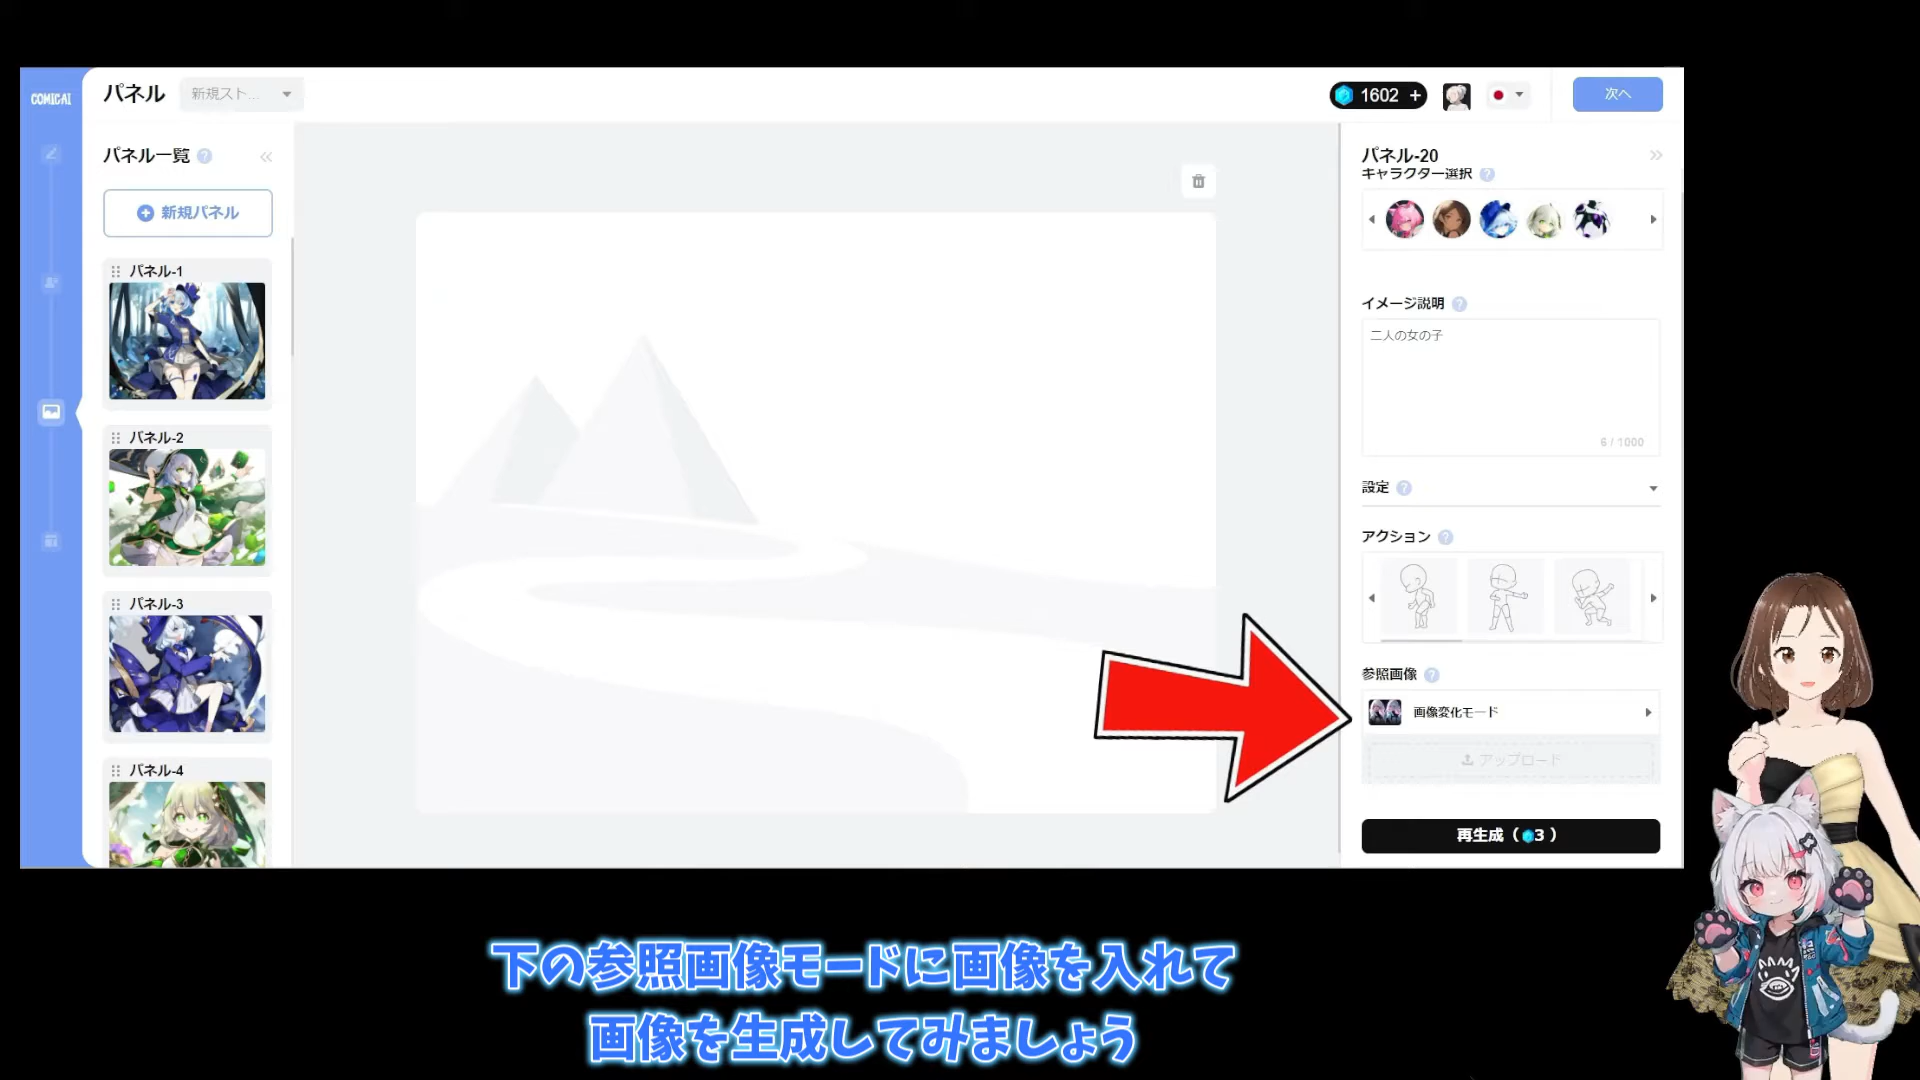 COMICAI
パネル
新規スト...
1602 +
次へ
パネル一覧 ?
新規パネル
パネル-1
パネル-2
パネル-3
パネル-4
パネル-20
キャラクター選択 ?
イメージ説明 ?
二人の女の子
6 / 1000
設定 ?
アクション ?
参照画像 ?
画像変化モード
アップロード
再生成 ( 3 )
下の参照画像モードに画像を入れて
画像を生成してみましょう